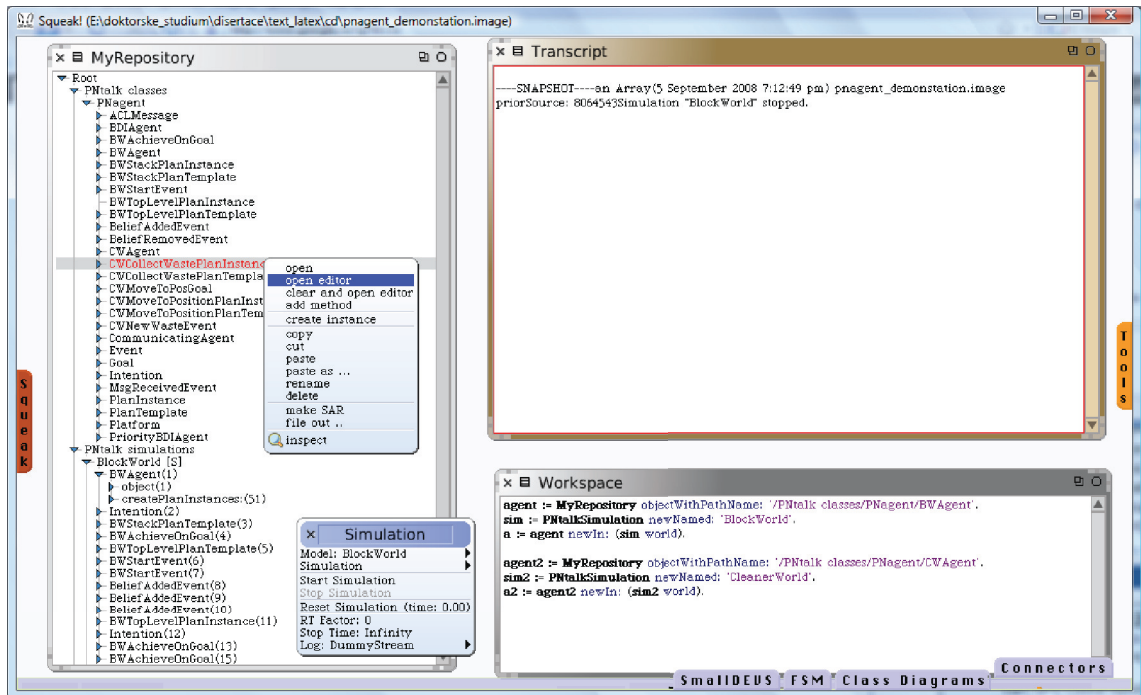 Squeak! (E:\doktorske_studium\disertace\text_latex\cd\pnagent_demonstation.image)
MyRepository
Root
PNtalk classes
PNagent
ACLMessage
BDIAgent
BWAchieveOnGoal
BWAgent
BWStackPlanInstance
BWStackPlanTemplate
BWStartEvent
BWTopLevelPlanInstance
BWTopLevelPlanTemplate
BeliefAddedEvent
BeliefRemovedEvent
CWAgent
CWCollectWastePlanInstanc
CWCollectWastePlanTempla
CWMoveToPosGoal
CWMoveToPositionPlanInst
CWMoveToPositionPlanTem
CWNewWasteEvent
CommunicatingAgent
Event
Goal
Intention
MsgReceivedEvent
PlanInstance
PlanTemplate
Platform
PriorityBDIAgent
PNtalk simulations
BlockWorld [S]
BWAgent(1)
object(1)
createPlanInstances:(51)
Intention(2)
BWStackPlanTemplate(3)
BWAchieveOnGoal(4)
BWTopLevelPlanTemplate(5)
BWStartEvent(6)
BWStartEvent(7)
BeliefAddedEvent(8)
BeliefAddedEvent(9)
BeliefAddedEvent(10)
BWTopLevelPlanInstance(11)
Intention(12)
BWAchieveOnGoal(13)
BWAchieveOnGoal(15)
open
open editor
clear and open editor
add method
create instance
copy
cut
paste
paste as ...
rename
delete
make SAR
file out ..
inspect
Simulation
Model: BlockWorld
Simulation
Start Simulation
Stop Simulation
Reset Simulation (time: 0.00)
RT Factor: 0
Stop Time: Infinity
Log: DummyStream
Transcript
----SNAPSHOT----an Array(5 September 2008 7:12:49 pm) pnagent_demonstation.image
priorSource: 8064543Simulation "BlockWorld" stopped.
Workspace
agent := MyRepository objectWithPathName: '/PNtalk classes/PNagent/BWAgent'.
sim := PNtalkSimulation newNamed: 'BlockWorld'.
a := agent newIn: (sim world).
agent2 := MyRepository objectWithPathName: '/PNtalk classes/PNagent/CWAgent'.
sim2 := PNtalkSimulation newNamed: 'CleanerWorld'.
a2 := agent2 newIn: (sim2 world).
Squeak
Tools
SmallDEVS
FSM
Class Diagrams
Connectors